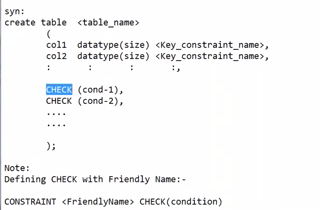 syn:
create table <table_name>
(
col1 datatype(size) <Key_constraint_name>,
col2 datatype(size) <Key_constraint_name>,
: : : :,
CHECK (cond-1),
CHECK (cond-2),
....
....
);
Note:
Defining CHECK with Friendly Name:-
CONSTRAINT <FriendlyName> CHECK(condition)